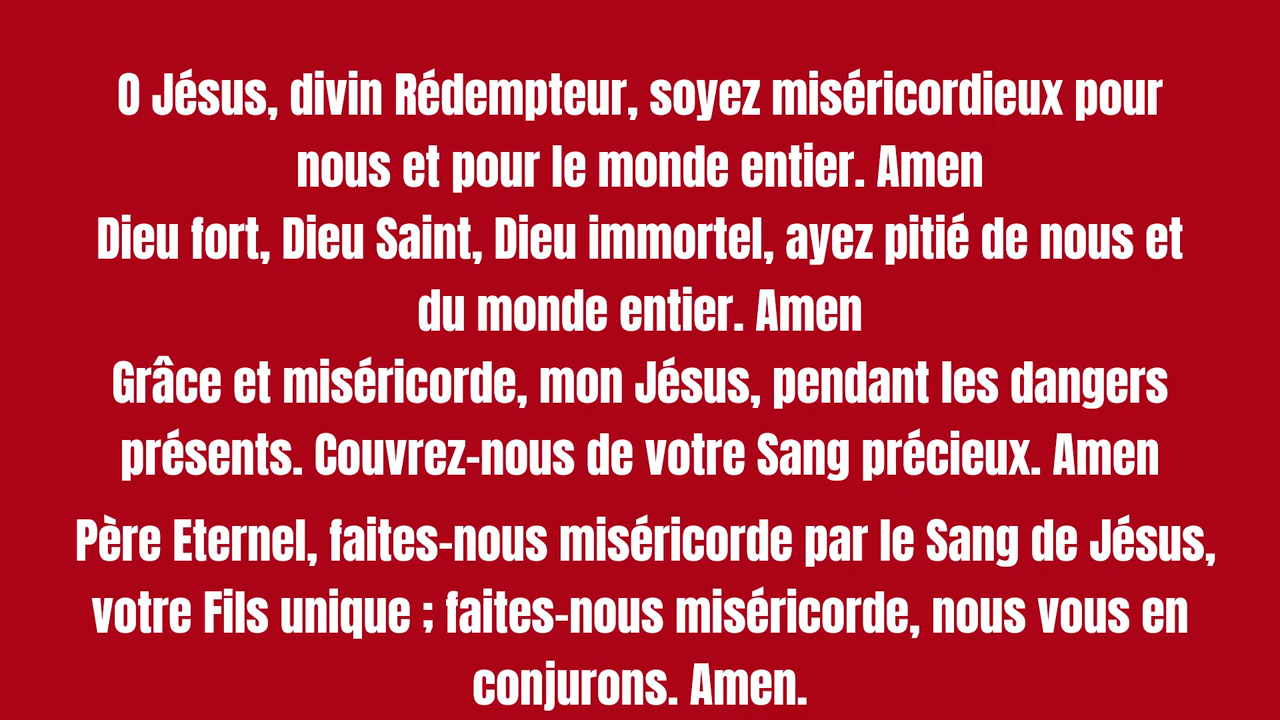 O Jésus, divin Rédempteur, soyez miséricordieux pour
nous et pour le monde entier. Amen
Dieu fort, Dieu Saint, Dieu immortel, ayez pitié de nous et
du monde entier. Amen
Grâce et miséricorde, mon Jésus, pendant les dangers
présents. Couvrez-nous de votre Sang précieux. Amen
Père Eternel, faites-nous miséricorde par le Sang de Jésus,
votre Fils unique ; faites-nous miséricorde, nous vous en
conjurons. Amen.